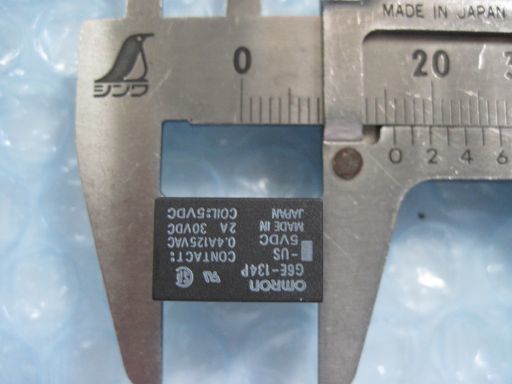 MADE IN JAPAN
シンワ
0 20
0 2 4 6
OMRON
G6E-134P
-US
5VDC
MADE IN
JAPAN
CONTACT:
0.4A125VAC
2A 30VDC
COIL:5VDC